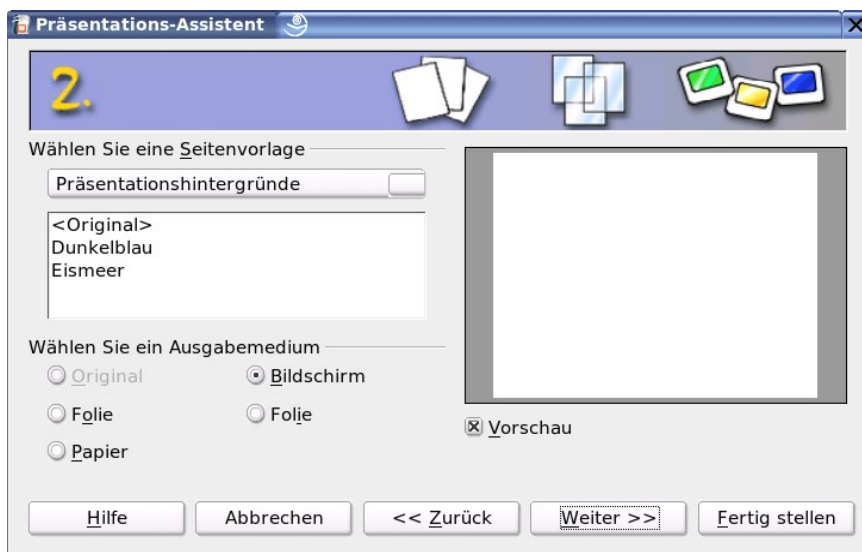 Präsentations-Assistent
2.
Wählen Sie eine Seitenvorlage
Präsentationshintergründe
<Original>
Dunkelblau
Eismeer
Wählen Sie ein Ausgabemedium
Original
Bildschirm
Folie
Folie
Papier
Vorschau
Hilfe
Abbrechen
<< Zurück
Weiter >>
Fertig stellen